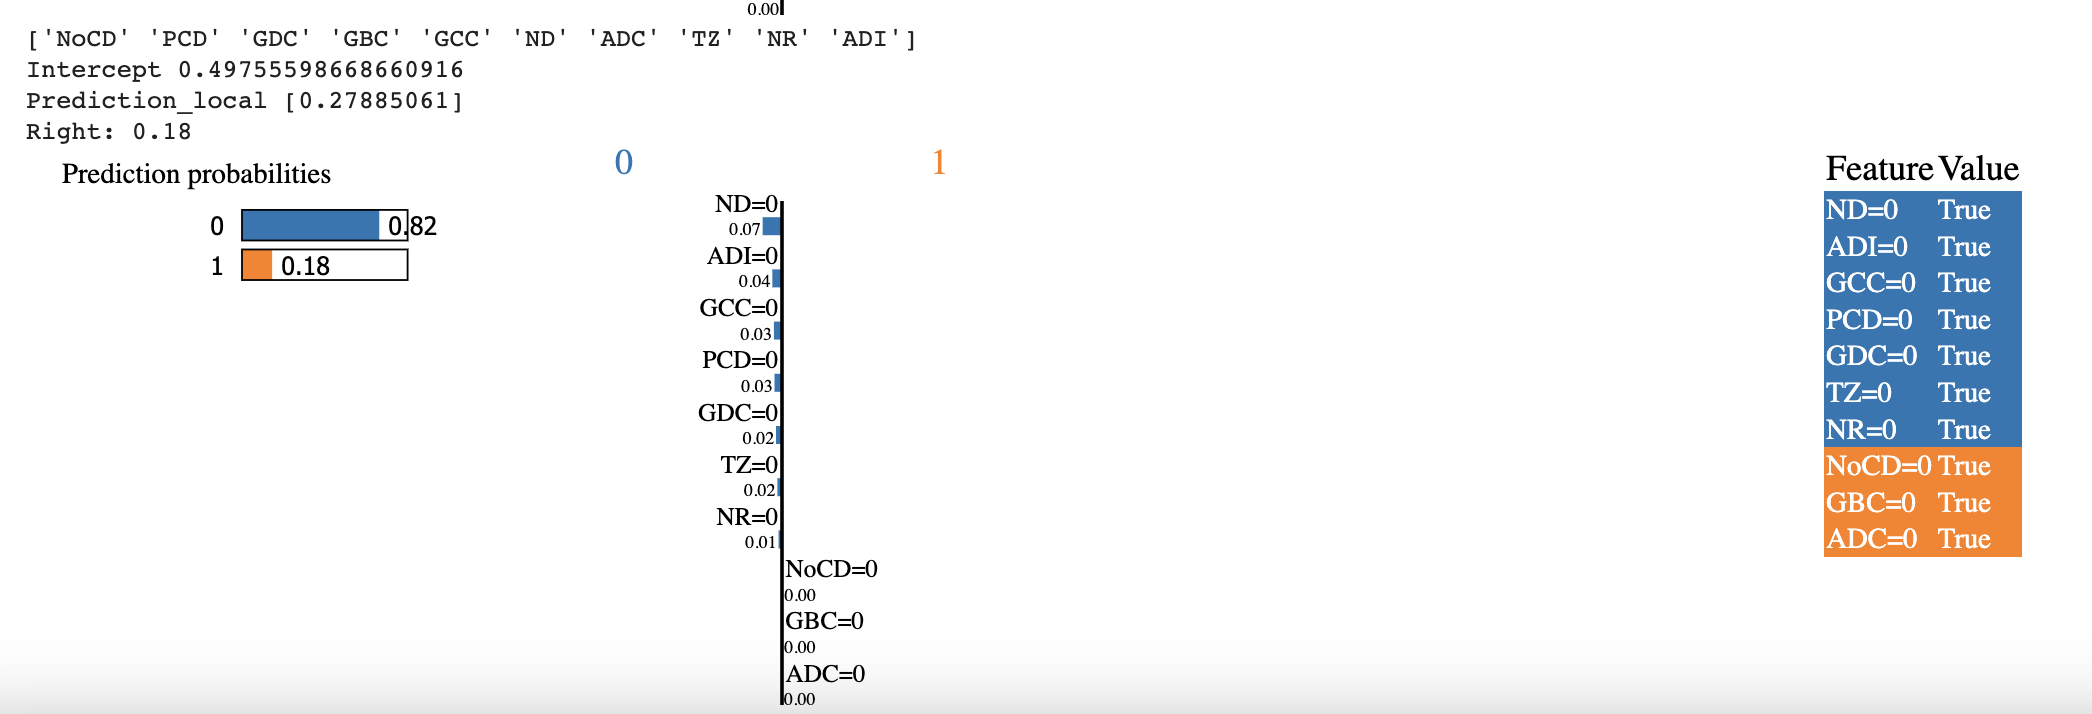 0.00
['NoCD' 'PCD' 'GDC' 'GBC' 'GCC' 'ND' 'ADC' 'TZ' 'NR' 'ADI']
Intercept 0.49755598668660916
Prediction_local [0.27885061]
Right: 0.18
Prediction probabilities
0 0.82
1 0.18
0 1
ND=0
0.07
ADI=0
0.04
GCC=0
0.03
PCD=0
0.03
GDC=0
0.02
TZ=0
0.02
NR=0
0.01
NoCD=0
0.00
GBC=0
0.00
ADC=0
0.00
Feature Value
ND=0 True
ADI=0 True
GCC=0 True
PCD=0 True
GDC=0 True
TZ=0 True
NR=0 True
NoCD=0 True
GBC=0 True
ADC=0 True